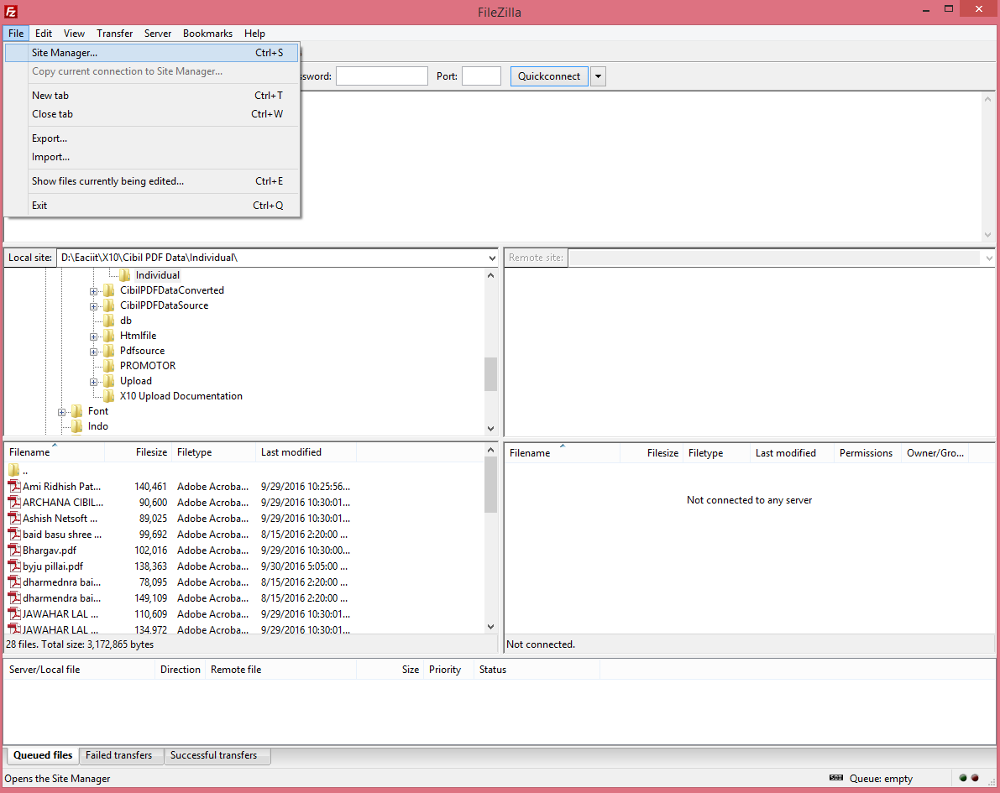 FileZilla
File Edit View Transfer Server Bookmarks Help
Site Manager... Ctrl+S
Copy current connection to Site Manager...
ssword: Port: Quickconnect
New tab Ctrl+T
Close tab Ctrl+W
Export...
Import...
Show files currently being edited... Ctrl+E
Exit Ctrl+Q
Local site: D:\Eaciit\X10\Cibil PDF Data\Individual\ Remote site:
Individual
CibilPDFDataConverted
CibilPDFDataSource
db
Htmlfile
Pdfsource
PROMOTOR
Upload
X10 Upload Documentation
Font
Indo
Filename Filesize Filetype Last modified
..
Ami Ridhish Pat... 140,461 Adobe Acroba... 9/29/2016 10:25:56...
ARCHANA CIBIL... 90,600 Adobe Acroba... 9/29/2016 10:30:01...
Ashish Netsoft ... 89,025 Adobe Acroba... 9/29/2016 10:30:01...
baid basu shree ... 99,692 Adobe Acroba... 8/15/2016 2:20:00 ...
Bhargav.pdf 102,016 Adobe Acroba... 9/29/2016 10:30:00...
byju pillai.pdf 138,363 Adobe Acroba... 9/30/2016 5:05:00 ...
dharmednra bai... 78,095 Adobe Acroba... 8/15/2016 2:20:00 ...
dharmendra bai... 149,109 Adobe Acroba... 8/15/2016 2:20:00 ...
JAWAHAR LAL ... 110,609 Adobe Acroba... 9/29/2016 10:30:01...
JAWAHAR LAL ... 134,972 Adobe Acroba... 9/29/2016 10:30:01...
28 files. Total size: 3,172,865 bytes
Filename Filesize Filetype Last modified Permissions Owner/Gro...
Not connected to any server
Not connected.
Server/Local file Direction Remote file Size Priority Status
Queued files Failed transfers Successful transfers
Opens the Site Manager Queue: empty